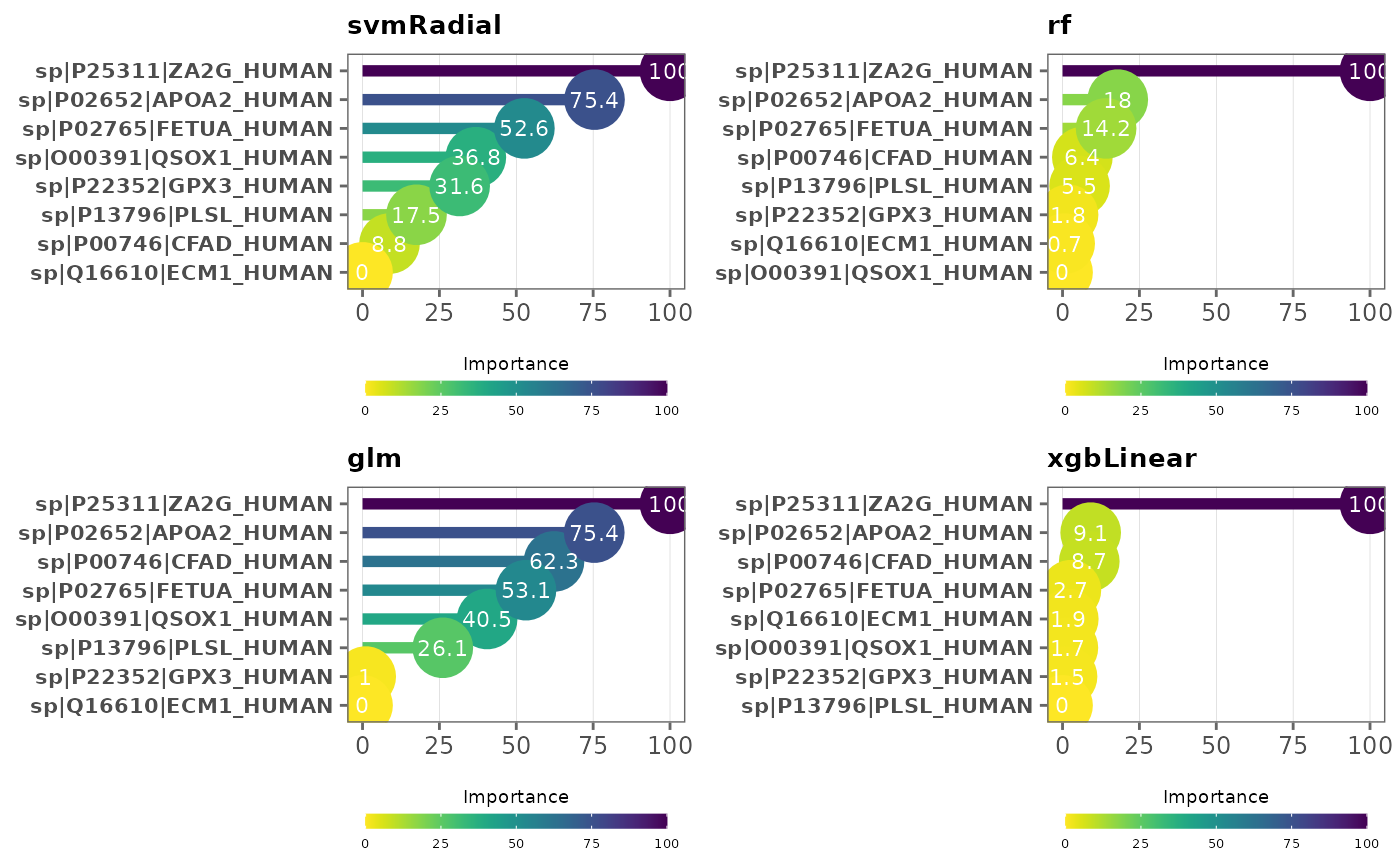 svmRadial
sp|P25311|ZA2G_HUMAN 100
sp|P02652|APOA2_HUMAN 75.4
sp|P02765|FETUA_HUMAN 52.6
sp|O00391|QSOX1_HUMAN 36.8
sp|P22352|GPX3_HUMAN 31.6
sp|P13796|PLSL_HUMAN 17.5
sp|P00746|CFAD_HUMAN 8.8
sp|Q16610|ECM1_HUMAN 0
0 25 50 75 100
Importance
0 25 50 75 100
rf
sp|P25311|ZA2G_HUMAN 100
sp|P02652|APOA2_HUMAN 18
sp|P02765|FETUA_HUMAN 14.2
sp|P00746|CFAD_HUMAN 6.4
sp|P13796|PLSL_HUMAN 5.5
sp|P22352|GPX3_HUMAN 1.8
sp|Q16610|ECM1_HUMAN 0.7
sp|O00391|QSOX1_HUMAN 0
0 25 50 75 100
Importance
0 25 50 75 100
glm
sp|P25311|ZA2G_HUMAN 100
sp|P02652|APOA2_HUMAN 75.4
sp|P00746|CFAD_HUMAN 62.3
sp|P02765|FETUA_HUMAN 53.1
sp|O00391|QSOX1_HUMAN 40.5
sp|P13796|PLSL_HUMAN 26.1
sp|P22352|GPX3_HUMAN 1
sp|Q16610|ECM1_HUMAN 0
0 25 50 75 100
Importance
0 25 50 75 100
xgbLinear
sp|P25311|ZA2G_HUMAN 100
sp|P02652|APOA2_HUMAN 9.1
sp|P00746|CFAD_HUMAN 8.7
sp|P02765|FETUA_HUMAN 2.7
sp|Q16610|ECM1_HUMAN 1.9
sp|O00391|QSOX1_HUMAN 1.7
sp|P22352|GPX3_HUMAN 1.5
sp|P13796|PLSL_HUMAN 0
0 25 50 75 100
Importance
0 25 50 75 100